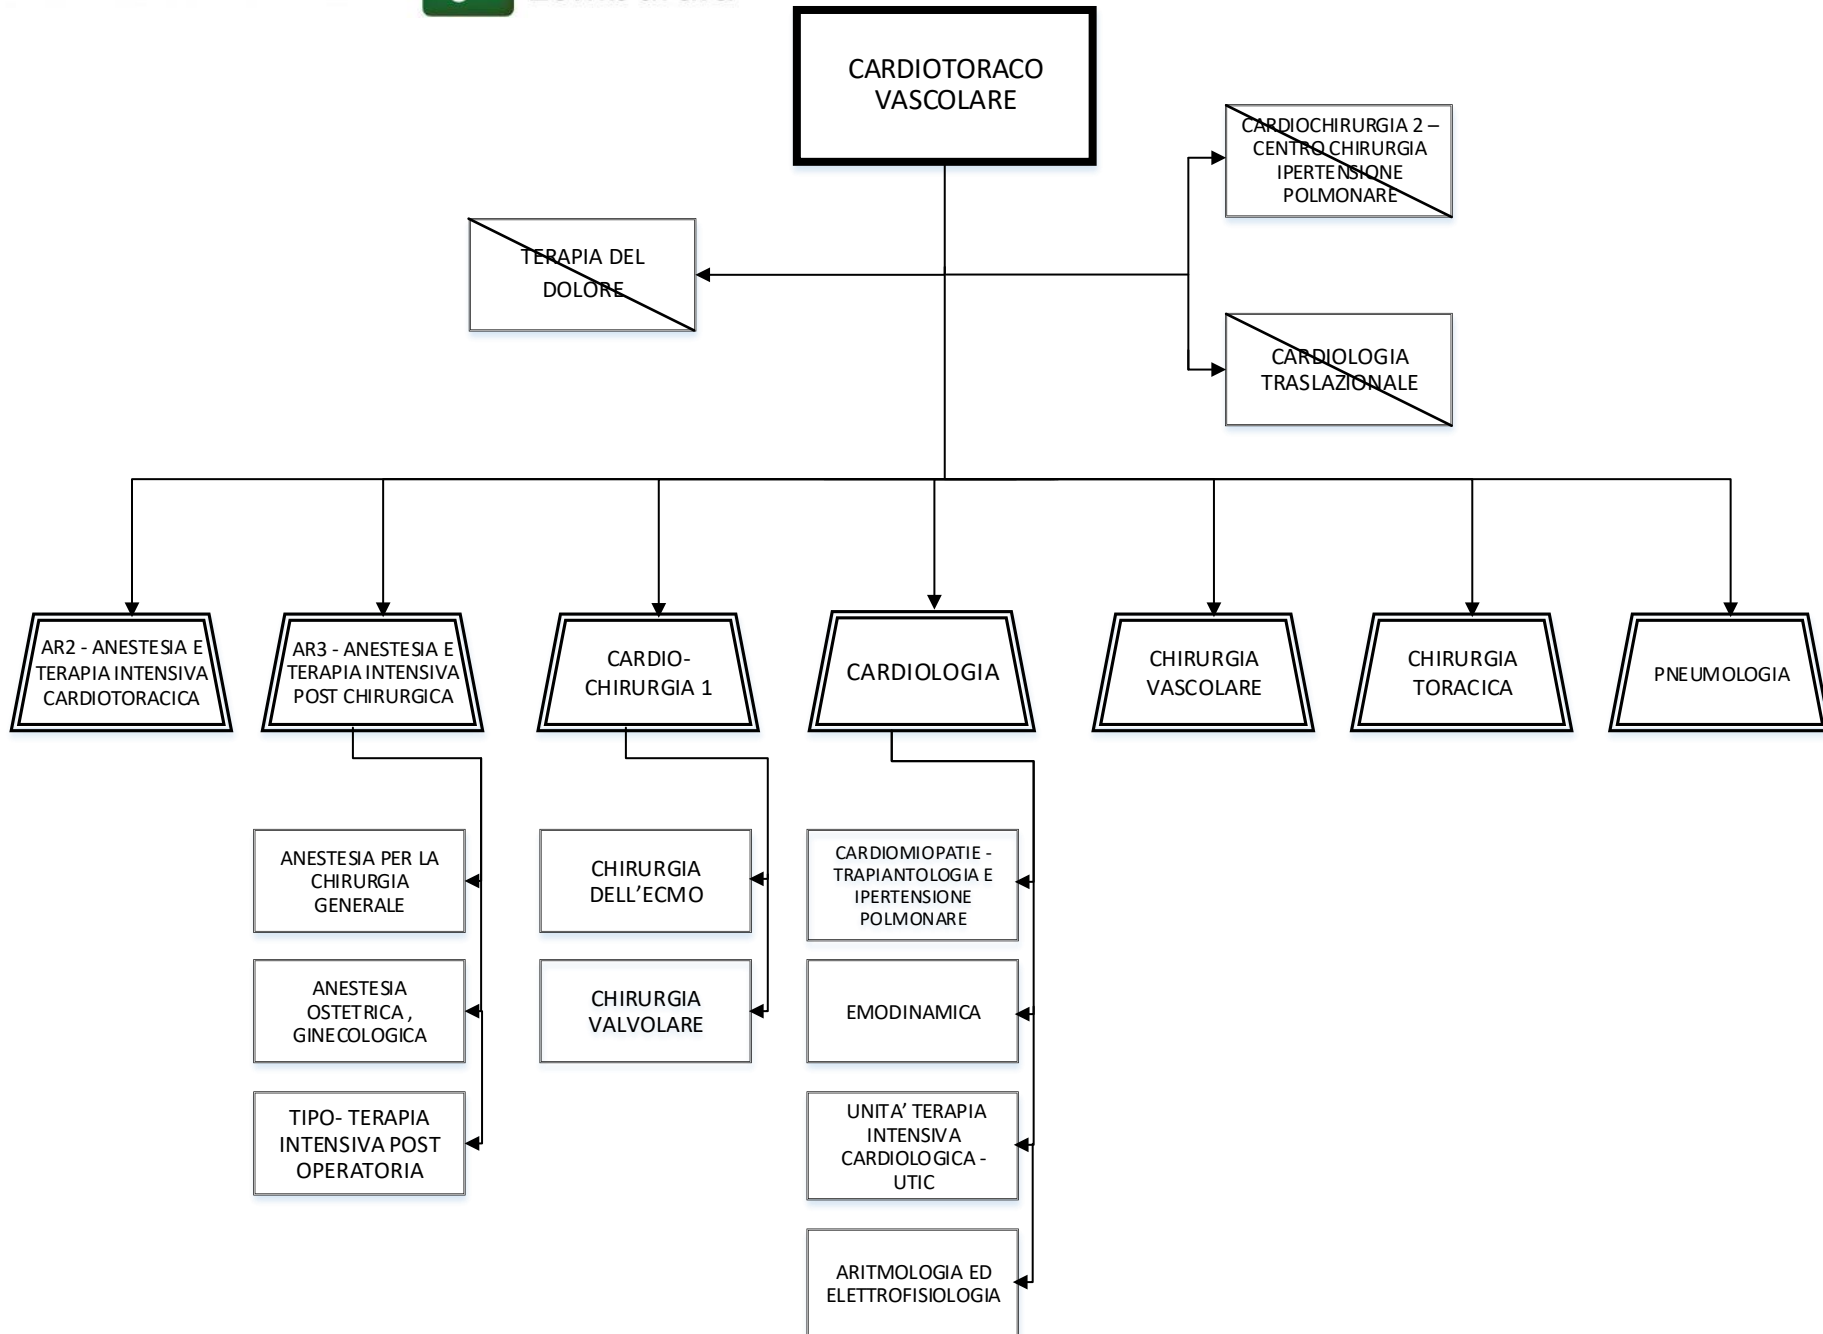 CARDIOTORACO
VASCOLARE
CARDIOCHIRURGIA 2 –
CENTRO CHIRURGIA
IPERTENSIONE
POLMONARE
TERAPIA DEL
DOLORE
CARDIOLOGIA
TRASLAZIONALE
AR2 - ANESTESIA E
TERAPIA INTENSIVA
CARDIOTORACICA
AR3 - ANESTESIA E
TERAPIA INTENSIVA
POST CHIRURGICA
CARDIO-
CHIRURGIA 1
CARDIOLOGIA
CHIRURGIA
VASCOLARE
CHIRURGIA
TORACICA
PNEUMOLOGIA
ANESTESIA PER LA
CHIRURGIA
GENERALE
ANESTESIA
OSTETRICA ,
GINECOLOGICA
TIPO- TERAPIA
INTENSIVA POST
OPERATORIA
CHIRURGIA
DELL’ECMO
CHIRURGIA
VALVOLARE
CARDIOMIOPATIE -
TRAPIANTOLOGIA E
IPERTENSIONE
POLMONARE
EMODINAMICA
UNITA’ TERAPIA
INTENSIVA
CARDIOLOGICA -
UTIC
ARITMOLOGIA ED
ELETTROFISIOLOGIA